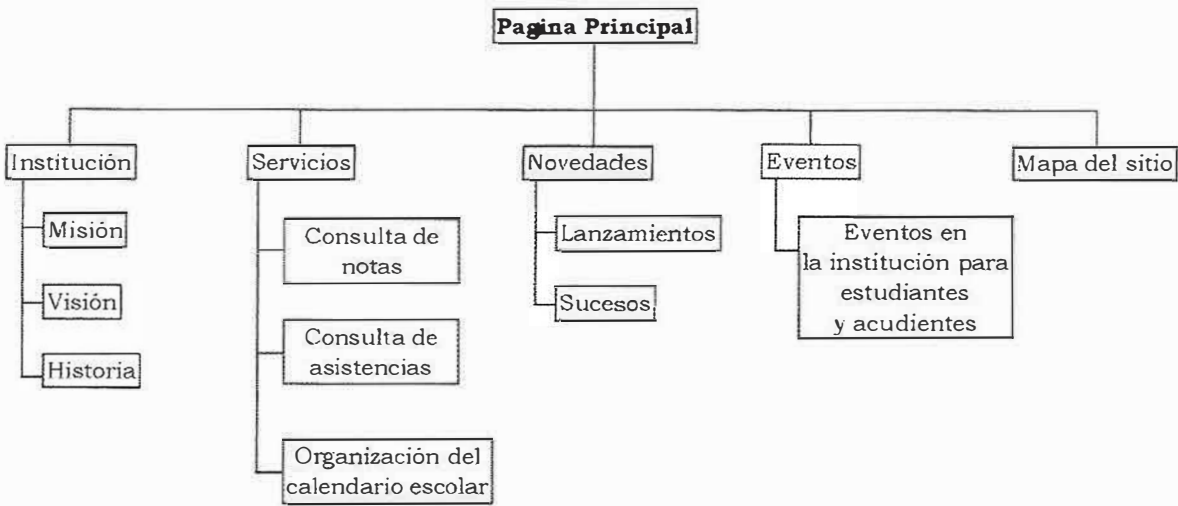 Pagina Principal
Institución
Servicios
Novedades
Eventos
Mapa del sitio
Misión
Visión
Historia
Consulta de
notas
Consulta de
asistencias
Organización del
calendario escolar
Lanzamientos
Sucesos
Eventos en
la institución para
estudiantes
y acudientes